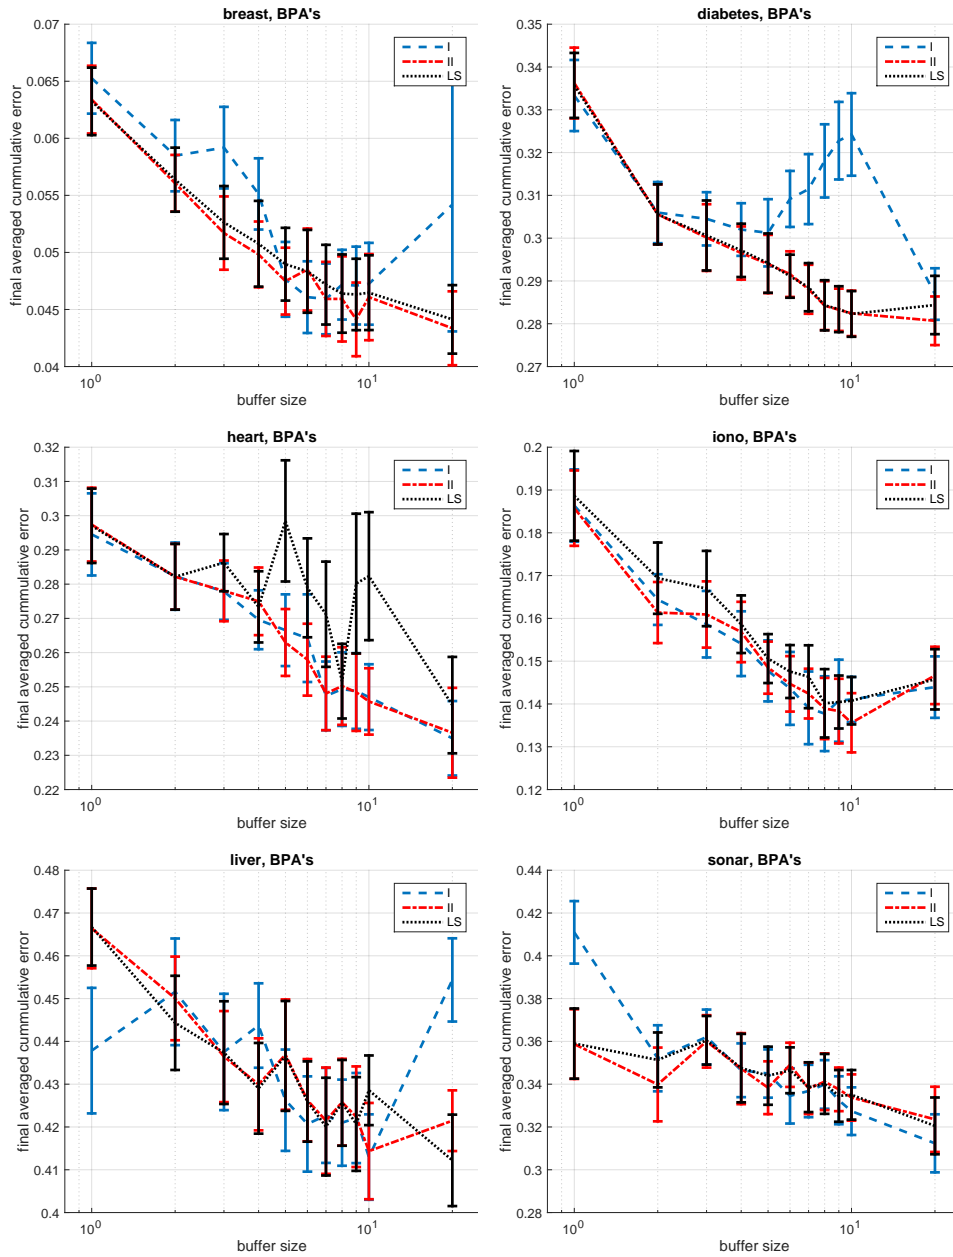 breast, BPA's
0.07
0.065
0.06
0.055
0.05
0.045
0.04
final averaged cummulative error
10^0
10^1
buffer size
I
II
LS
diabetes, BPA's
0.35
0.34
0.33
0.32
0.31
0.3
0.29
0.28
0.27
final averaged cummulative error
10^0
10^1
buffer size
I
II
LS
heart, BPA's
0.32
0.31
0.3
0.29
0.28
0.27
0.26
0.25
0.24
0.23
0.22
final averaged cummulative error
10^0
10^1
buffer size
I
II
LS
iono, BPA's
0.2
0.19
0.18
0.17
0.16
0.15
0.14
0.13
0.12
final averaged cummulative error
10^0
10^1
buffer size
I
II
LS
liver, BPA's
0.48
0.47
0.46
0.45
0.44
0.43
0.42
0.41
0.4
final averaged cummulative error
10^0
10^1
buffer size
I
II
LS
sonar, BPA's
0.44
0.42
0.4
0.38
0.36
0.34
0.32
0.3
0.28
final averaged cummulative error
10^0
10^1
buffer size
I
II
LS